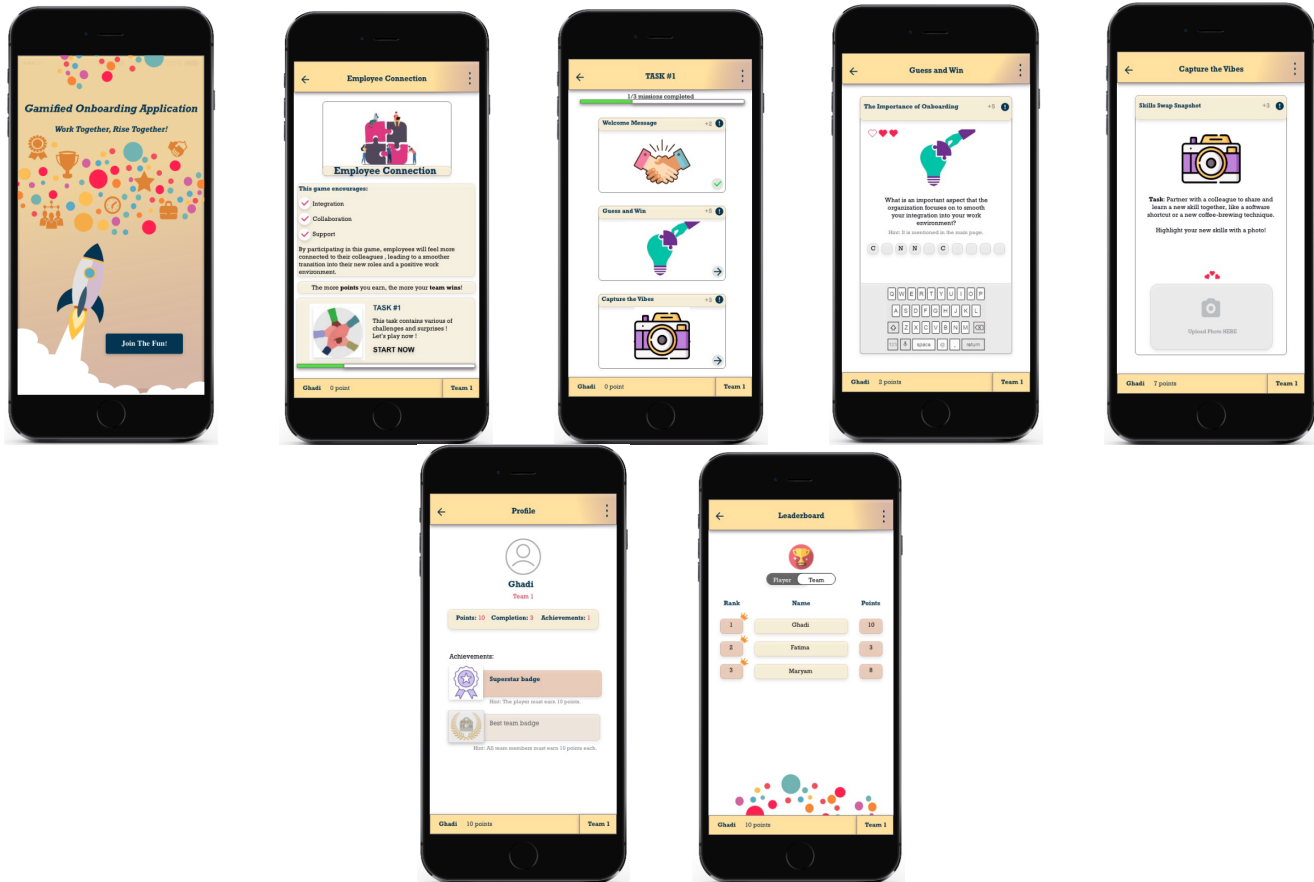 Gamified Onboarding Application
Work Together, Rise Together!
Join The Fun!
Employee Connection
Employee Connection
This game encourages:
Integration
Collaboration
Support
By participating in this game, employees will feel more
connected to their colleagues , leading to a smoother
transition into their new roles and a positive work
environment.
The more points you earn, the more your team wins!
TASK #1
This task contains various of
challenges and surprises !
Let's play now !
START NOW
Ghadi 0 point Team 1
TASK #1
1/3 missions completed
Welcome Message +2
Guess and Win +5
Capture the Vibes +3
Ghadi 0 point Team 1
Guess and Win
The Importance of Onboarding +5
What is an important aspect that the
organization focuses on to smooth
your integration into your work
environment?
Hint: It is mentioned in the main page.
C N N C
Q W E R T Y U I O P
A S D F G H J K L
Z X C V B N M
space return
Ghadi 2 points Team 1
Capture the Vibes
Skills Swap Snapshot +3
Task: Partner with a colleague to share and
learn a new skill together, like a software
shortcut or a new coffee-brewing technique.
Highlight your new skills with a photo!
Upload Photo HERE
Ghadi 7 points Team 1
Profile
Ghadi
Team 1
Points: 10 Completion: 3 Achievements: 1
Achievements:
Superstar badge
Hint: The player must earn 10 points.
Best team badge
Hint: All team members must earn 10 points each.
Ghadi 10 points Team 1
Leaderboard
Player Team
Rank Name Points
1 Ghadi 10
2 Fatima 3
3 Maryam 8
Ghadi 10 points Team 1